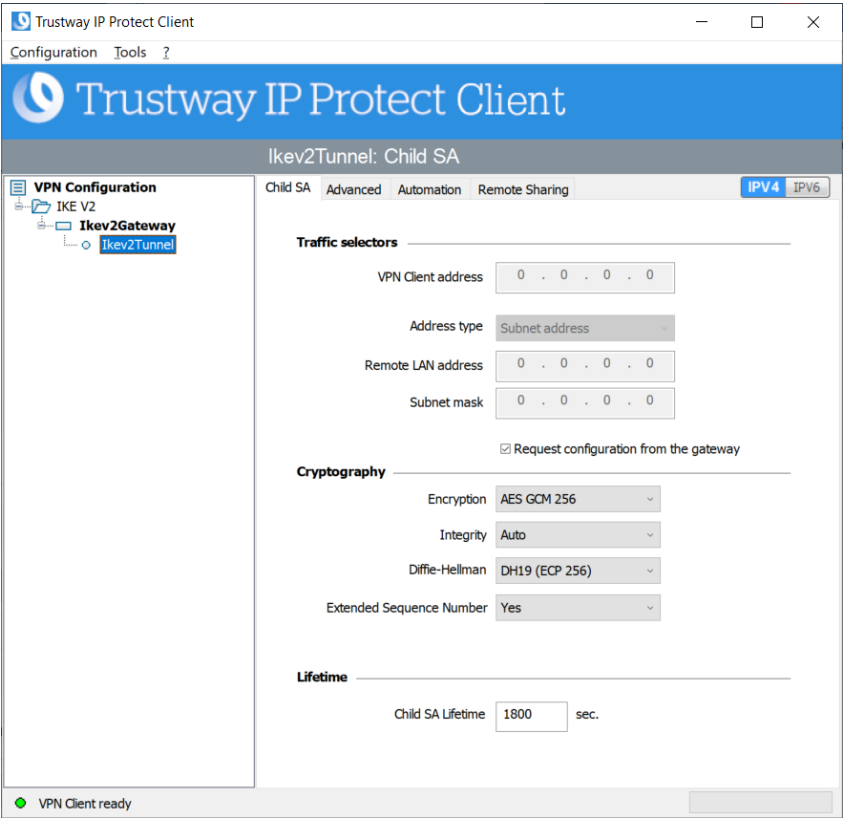 Trustway IP Protect Client
Configuration Tools ?
Trustway IP Protect Client
Ikev2Tunnel: Child SA
VPN Configuration
IKE V2
Ikev2Gateway
Ikev2Tunnel
Child SA Advanced Automation Remote Sharing IPV4 IPV6
Traffic selectors
VPN Client address 0 . 0 . 0 . 0
Address type Subnet address
Remote LAN address 0 . 0 . 0 . 0
Subnet mask 0 . 0 . 0 . 0
Request configuration from the gateway
Cryptography
Encryption AES GCM 256
Integrity Auto
Diffie-Hellman DH19 (ECP 256)
Extended Sequence Number Yes
Lifetime
Child SA Lifetime 1800 sec.
VPN Client ready